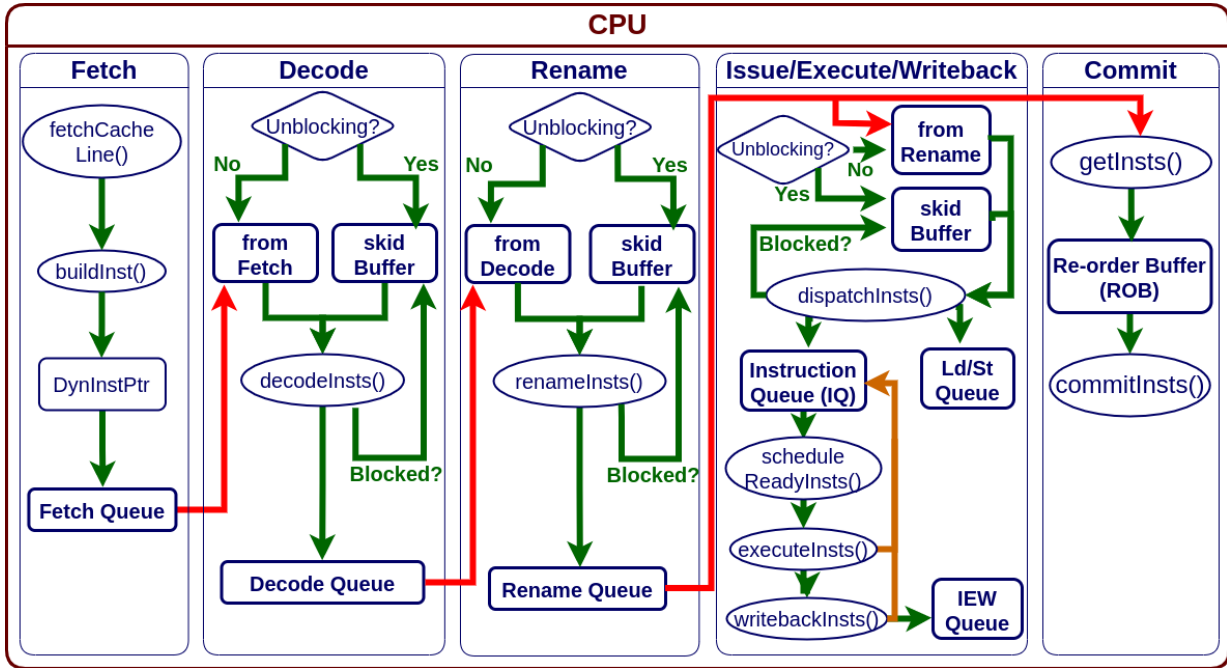 CPU
Fetch
fetchCache
Line()
buildInst()
DynInstPtr
Fetch Queue
Decode
Unblocking?
No
Yes
from
Fetch
skid
Buffer
decodeInsts()
Blocked?
Decode Queue
Rename
Unblocking?
No
Yes
from
Decode
skid
Buffer
renameInsts()
Blocked?
Rename Queue
Issue/Execute/Writeback
Unblocking?
No
Yes
from
Rename
skid
Buffer
Blocked?
dispatchInsts()
Instruction
Queue (IQ)
Ld/St
Queue
schedule
ReadyInsts()
executeInsts()
writebackInsts()
IEW
Queue
Commit
getInsts()
Re-order Buffer
(ROB)
commitInsts()